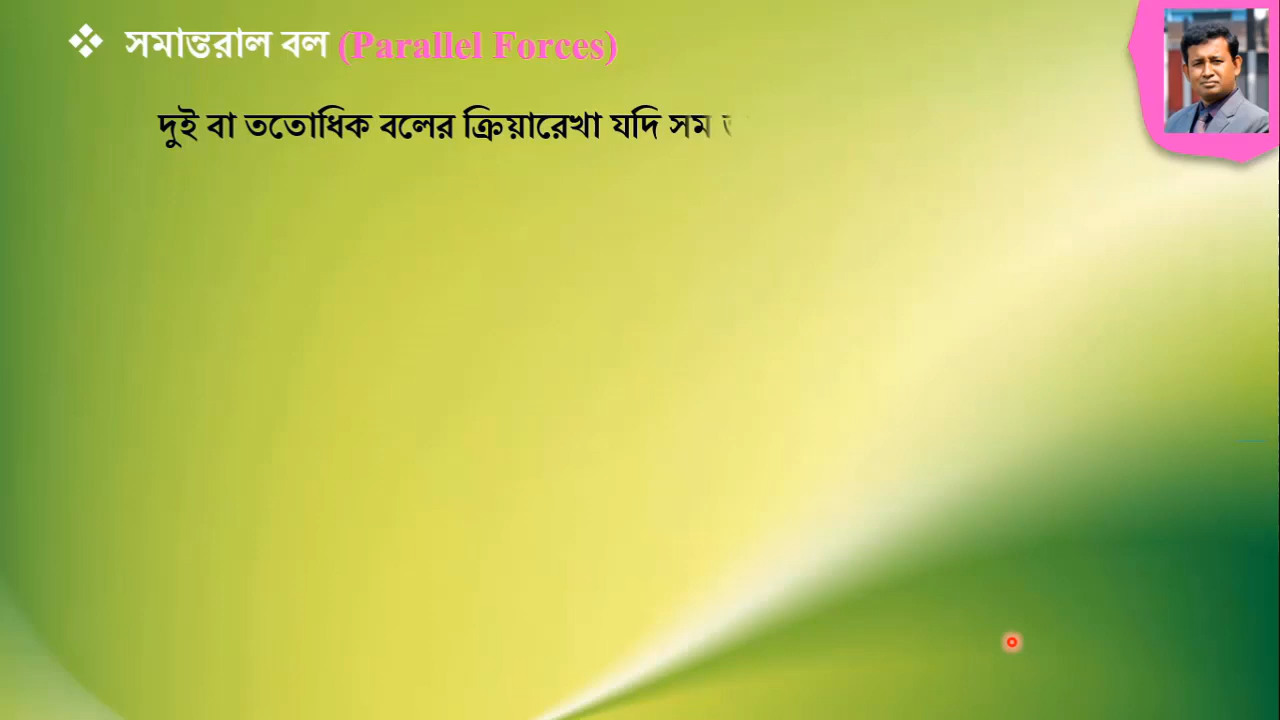 সমান্তরাল বল (Parallel Forces)
দুই বা ততোধিক বলের ক্রিয়ারেখা যদি সম